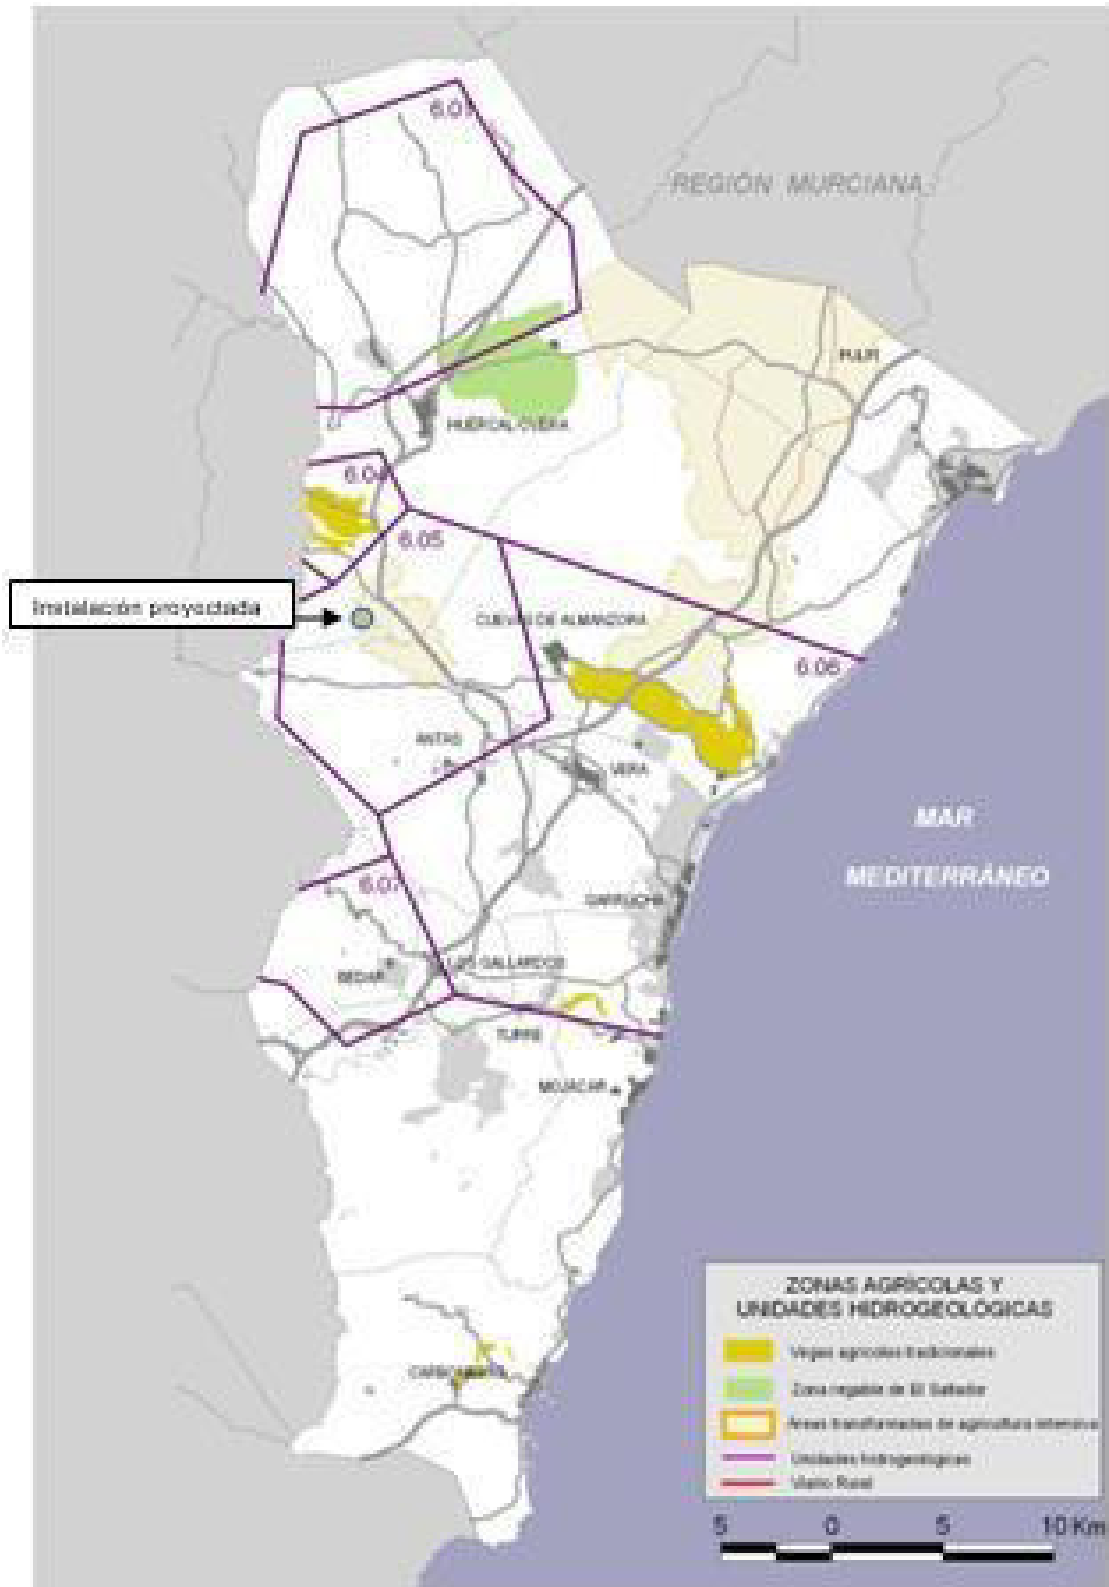 6.01
REGIÓN MURCIANA
PULPI
HUERCAL OVERA
6.04
6.05
Instalación proyectada
CUEVAS DE ALMANZORA
6.06
ANTAS
VERA
MAR
MEDITERRÁNEO
6.07
GARRUCHA
LOS GALLARDOS
BEDAR
TURRE
MOJACAR
ZONAS AGRÍCOLAS Y
UNIDADES HIDROGEOLÓGICAS
Vegas agrícolas tradicionales
CARBONERAS
Zona regable de El Saltador
Áreas transformadas de agricultura intensiva
Unidades hidrogeológicas
Viario Rural
5 0 5 10 Km